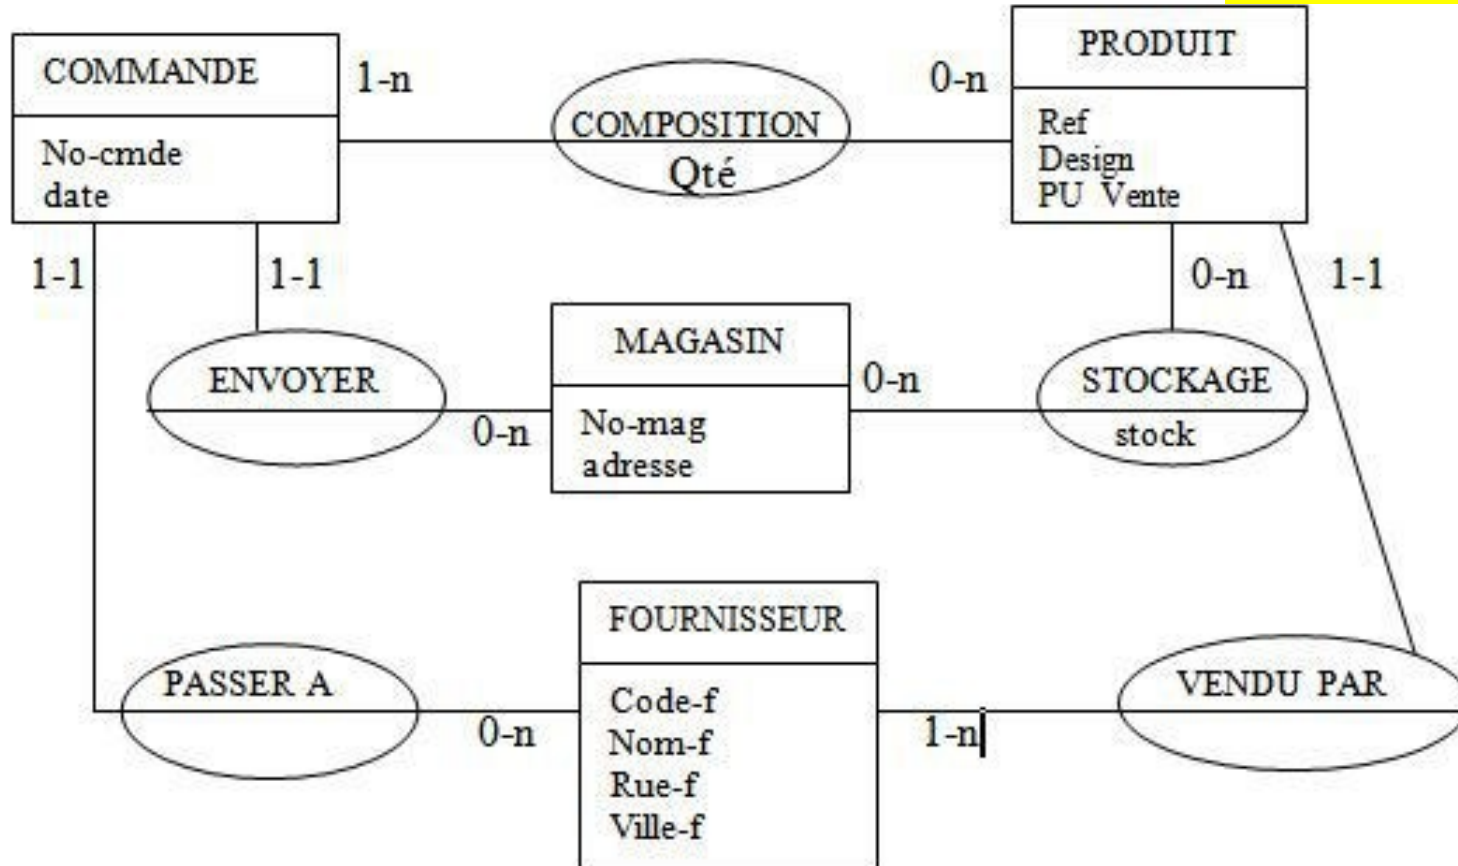 COMMANDE
No-cmde
date
1-n
COMPOSITION
Qté
0-n
PRODUIT
Ref
Design
PU Vente
1-1
1-1
0-n
1-1
ENVOYER
0-n
MAGASIN
No-mag
adresse
0-n
STOCKAGE
stock
PASSER A
0-n
FOURNISSEUR
Code-f
Nom-f
Rue-f
Ville-f
1-n
VENDU PAR